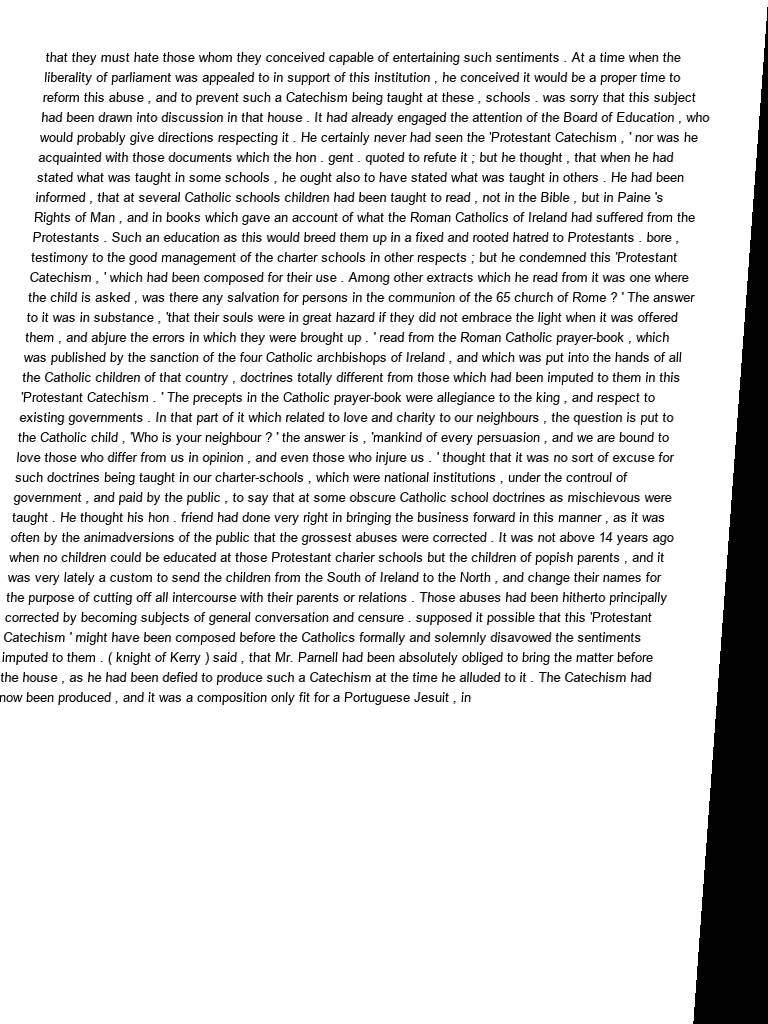 that they must hate those whom they conceived capable of entertaining such sentiments . At a time when the
liberality of parliament was appealed to in support of this institution , he conceived it would be a proper time to
reform this abuse , and to prevent such a Catechism being taught at these , schools . was sorry that this subject
had been drawn into discussion in that house . It had already engaged the attention of the Board of Education , who
would probably give directions respecting it . He certainly never had seen the 'Protestant Catechism , ' nor was he
acquainted with those documents which the hon . gent . quoted to refute it ; but he thought , that when he had
stated what was taught in some schools , he ought also to have stated what was taught in others . He had been
informed , that at several Catholic schools children had been taught to read , not in the Bible , but in Paine 's
Rights of Man , and in books which gave an account of what the Roman Catholics of Ireland had suffered from the
Protestants . Such an education as this would breed them up in a fixed and rooted hatred to Protestants . bore ,
testimony to the good management of the charter schools in other respects ; but he condemned this 'Protestant
Catechism , ' which had been composed for their use . Among other extracts which he read from it was one where
the child is asked , was there any salvation for persons in the communion of the 65 church of Rome ? ' The answer
to it was in substance , 'that their souls were in great hazard if they did not embrace the light when it was offered
them , and abjure the errors in which they were brought up . ' read from the Roman Catholic prayer-book , which
was published by the sanction of the four Catholic archbishops of Ireland , and which was put into the hands of all
the Catholic children of that country , doctrines totally different from those which had been imputed to them in this
'Protestant Catechism . ' The precepts in the Catholic prayer-book were allegiance to the king , and respect to
existing governments . In that part of it which related to love and charity to our neighbours , the question is put to
the Catholic child , 'Who is your neighbour ? ' the answer is , 'mankind of every persuasion , and we are bound to
love those who differ from us in opinion , and even those who injure us . ' thought that it was no sort of excuse for
such doctrines being taught in our charter-schools , which were national institutions , under the controul of
government , and paid by the public , to say that at some obscure Catholic school doctrines as mischievous were
taught . He thought his hon . friend had done very right in bringing the business forward in this manner , as it was
often by the animadversions of the public that the grossest abuses were corrected . It was not above 14 years ago
when no children could be educated at those Protestant charier schools but the children of popish parents , and it
was very lately a custom to send the children from the South of Ireland to the North , and change their names for
the purpose of cutting off all intercourse with their parents or relations . Those abuses had been hitherto principally
corrected by becoming subjects of general conversation and censure . supposed it possible that this 'Protestant
Catechism ' might have been composed before the Catholics formally and solemnly disavowed the sentiments
imputed to them . ( knight of Kerry ) said , that Mr. Parnell had been absolutely obliged to bring the matter before
the house , as he had been defied to produce such a Catechism at the time he alluded to it . The Catechism had
now been produced , and it was a composition only fit for a Portuguese Jesuit , in